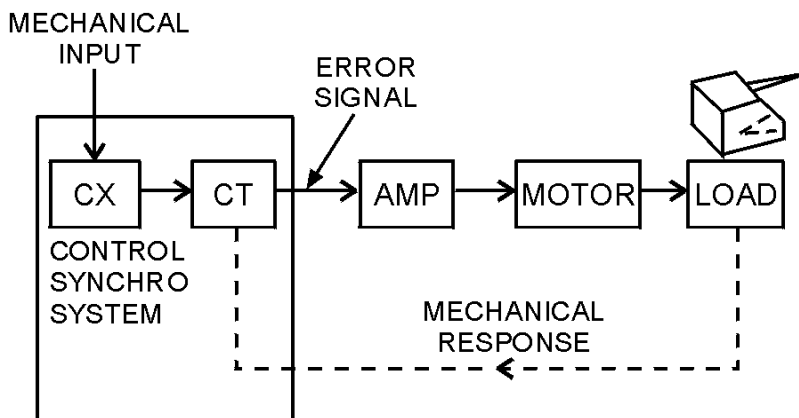 MECHANICAL
INPUT
ERROR
SIGNAL
CX
CT
AMP
MOTOR
LOAD
CONTROL
SYNCHRO
SYSTEM
MECHANICAL
RESPONSE